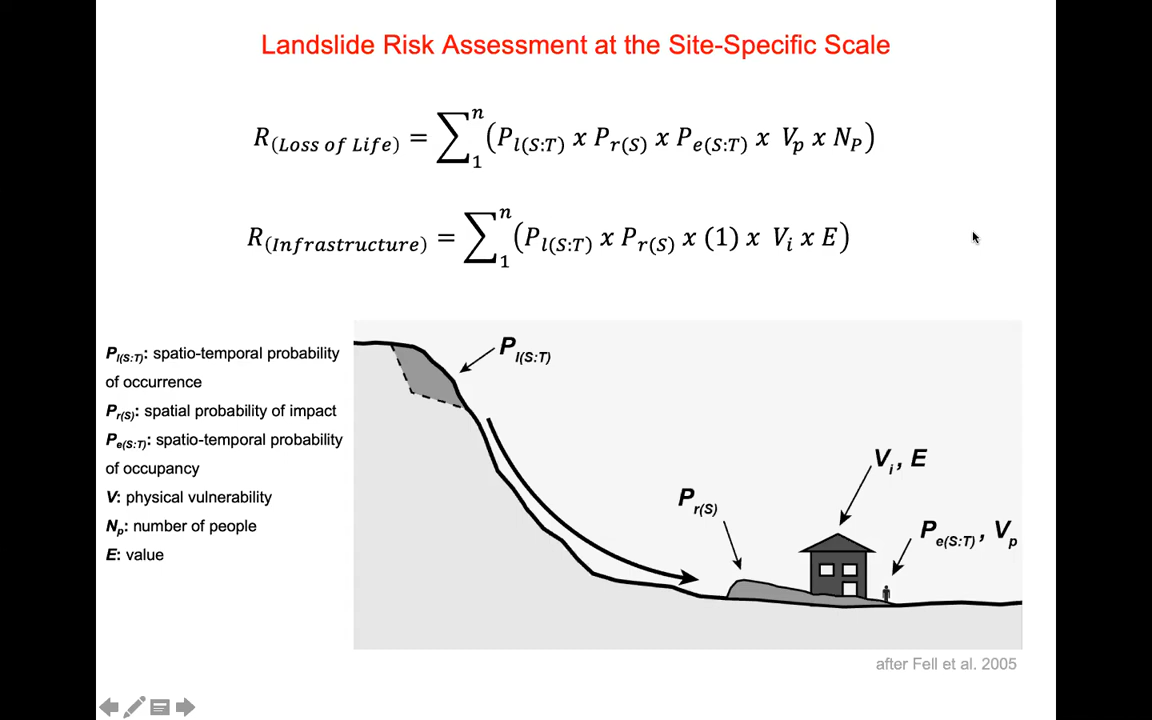 Landslide Risk Assessment at the Site-Specific Scale
R(Loss of Life) = ∑₁ⁿ (Pl(S:T) x Pr(S) x Pe(S:T) x Vp x NP)
R(Infrastructure) = ∑₁ⁿ (Pl(S:T) x Pr(S) x (1) x Vi x E)
Pl(S:T): spatio-temporal probability
of occurrence
Pr(S): spatial probability of impact
Pe(S:T): spatio-temporal probability
of occupancy
V: physical vulnerability
Np: number of people
E: value
Pl(S:T)
Pr(S)
Vi, E
Pe(S:T), Vp
after Fell et al. 2005